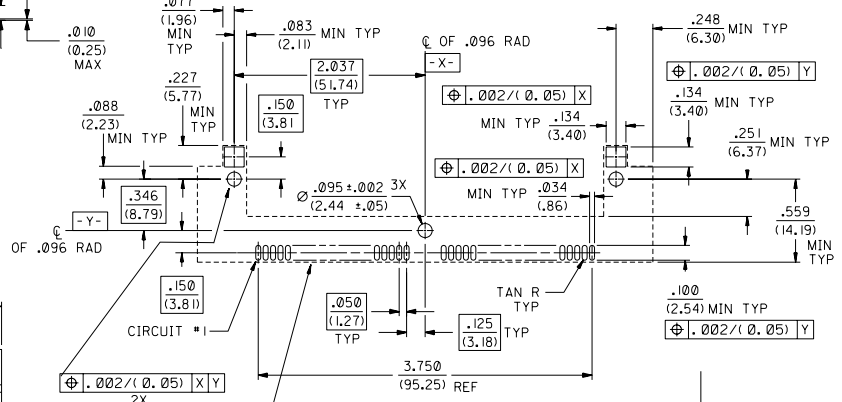 .077
(1.96)
MIN
TYP
.010
(0.25)
MAX
.083
(2.11) MIN TYP
℄ OF .096 RAD
-X-
.248
(6.30) MIN TYP
2.037
(51.74)
TYP
.227
(5.77) MIN
TYP
.150
(3.81
.088
(2.23)
MIN TYP
⌖ .002/( 0.05) X
⌖ .002/( 0.05) Y
.134
(3.40) MIN TYP
MIN TYP .134
(3.40)
.251
(6.37) MIN TYP
⌖ .002/( 0.05) X
.346
(8.79)
Ø .095 ±.002 3X
(2.44 ±.05)
MIN TYP .034
(.86)
-Y-
℄
OF .096 RAD
.559
(14.19)
MIN
TYP
.150
(3.81)
CIRCUIT #1
.050
(1.27)
TYP
.125
(3.18) TYP
TAN R
TYP
.100
(2.54) MIN TYP
⌖ .002/( 0.05) Y
3.750
(95.25) REF
⌖ .002/( 0.05) X Y
2X